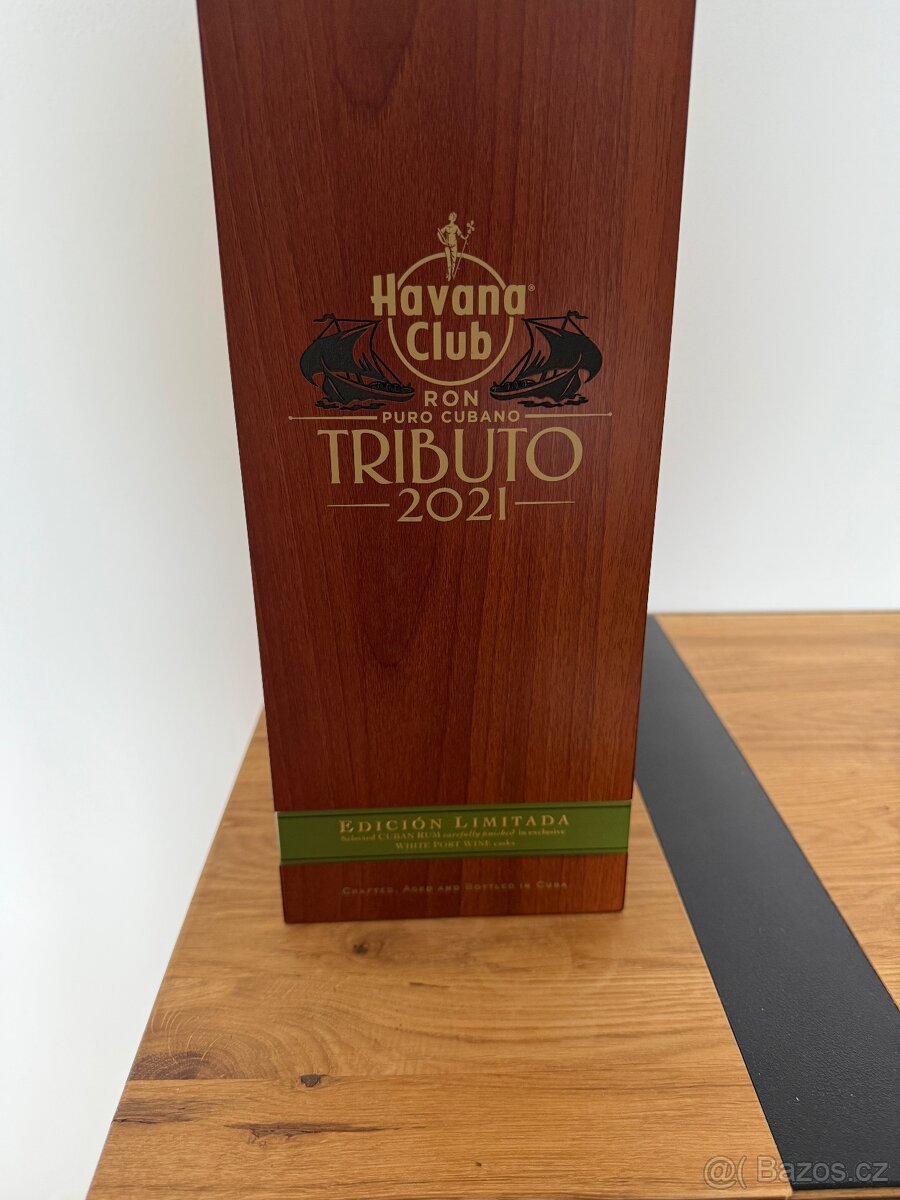 Havana®
Club
RON
PURO CUBANO
TRIBUTO
2021
EDICIÓN LIMITADA
Selected CUBAN RUM carefully finished in exclusive
WHITE PORT WINE casks
CRAFTED, AGED AND BOTTLED IN CUBA
@( Bazos.cz